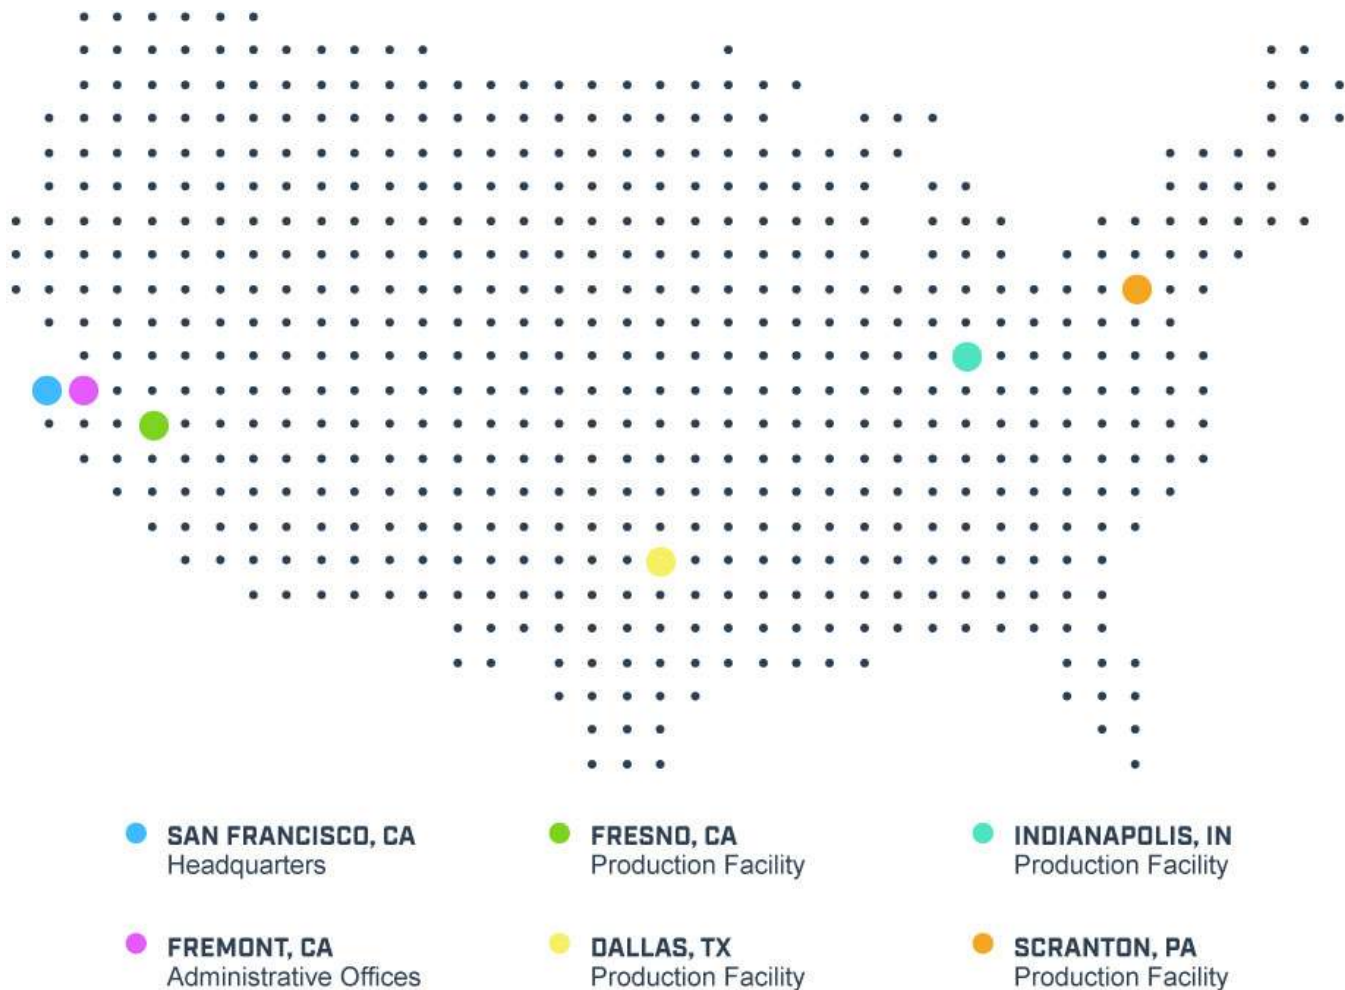 SAN FRANCISCO, CA
Headquarters
FRESNO, CA
Production Facility
INDIANAPOLIS, IN
Production Facility
FREMONT, CA
Administrative Offices
DALLAS, TX
Production Facility
SCRANTON, PA
Production Facility